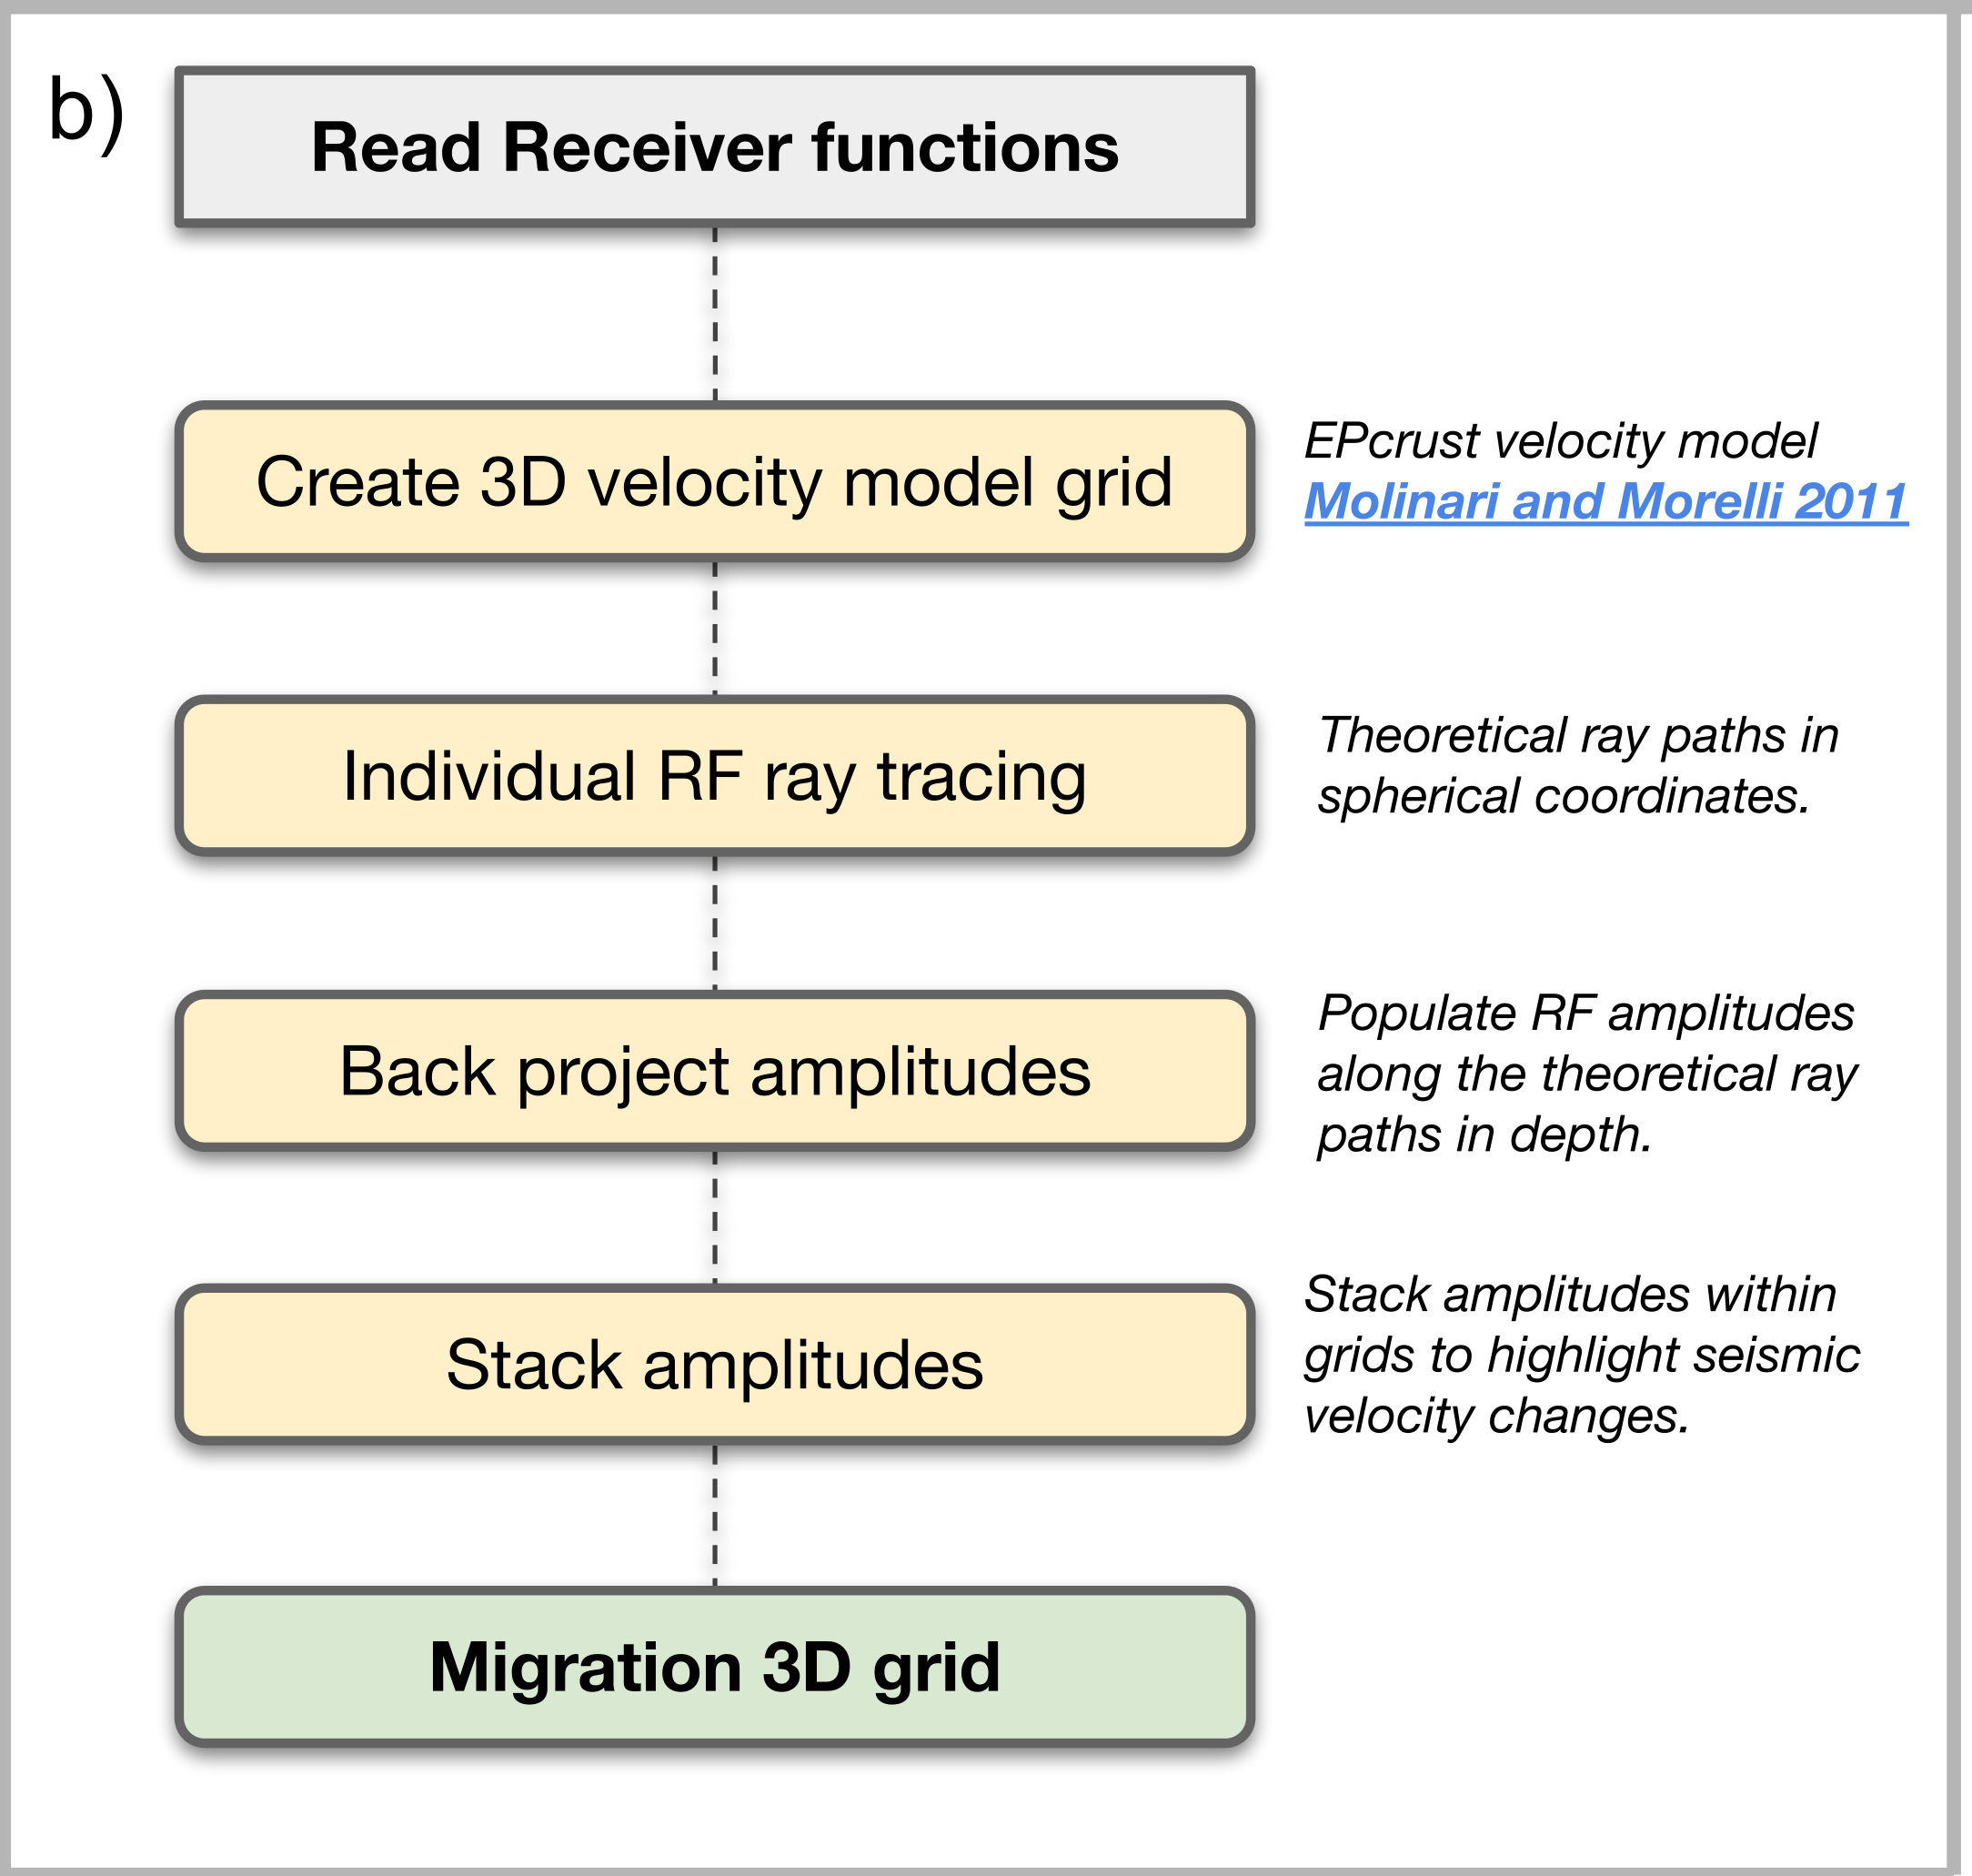 b)
Read Receiver functions
Create 3D velocity model grid
EPcrust velocity model
Molinari and Morelli 2011
Individual RF ray tracing
Theoretical ray paths in
spherical coordinates.
Back project amplitudes
Populate RF amplitudes
along the theoretical ray
paths in depth.
Stack amplitudes
Stack amplitudes within
grids to highlight seismic
velocity changes.
Migration 3D grid